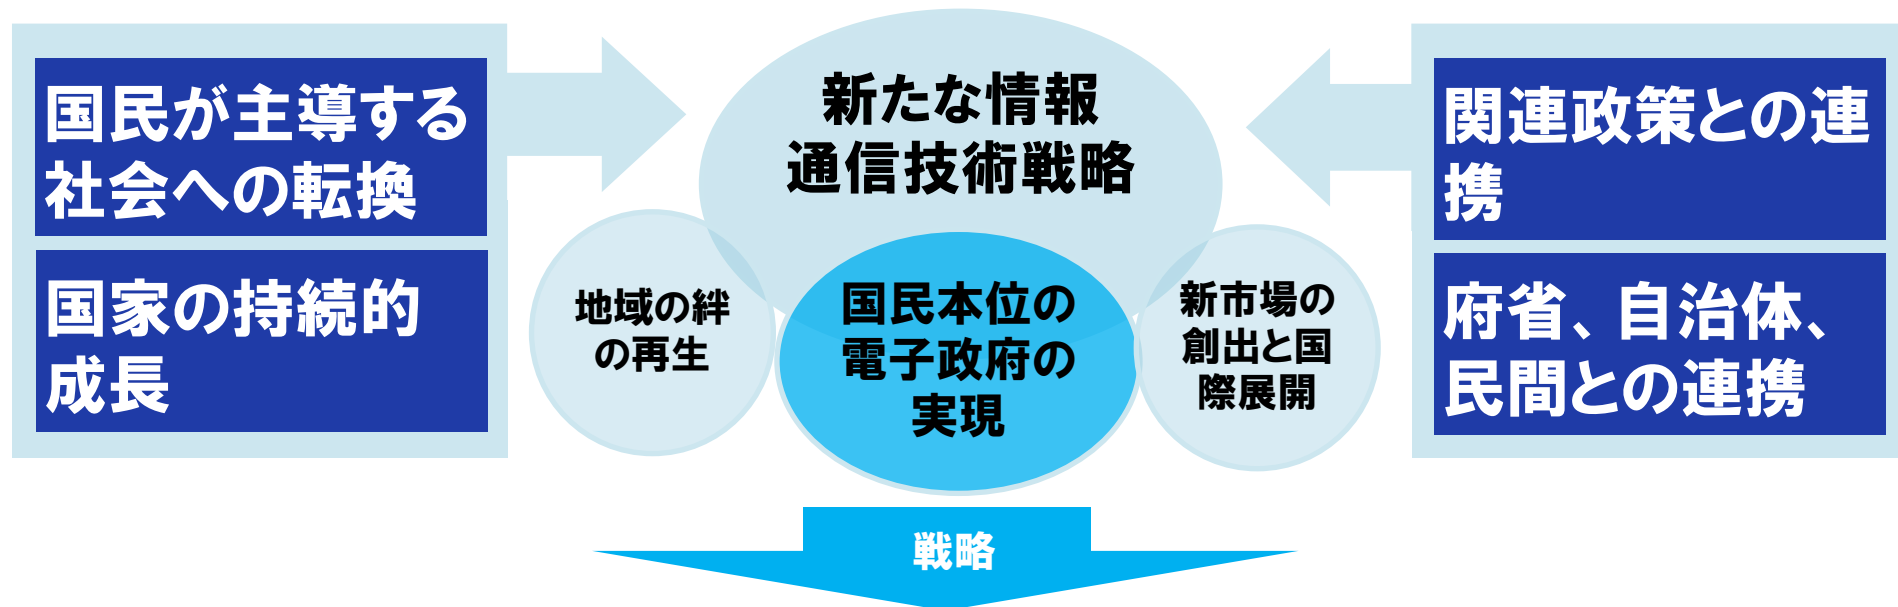 国民が主導する
社会への転換
国家の持続的
成長
新たな情報
通信技術戦略
地域の絆
の再生
国民本位の
電子政府の
実現
新市場の
創出と国
際展開
関連政策との連
携
府省、自治体、
民間との連携
戦略